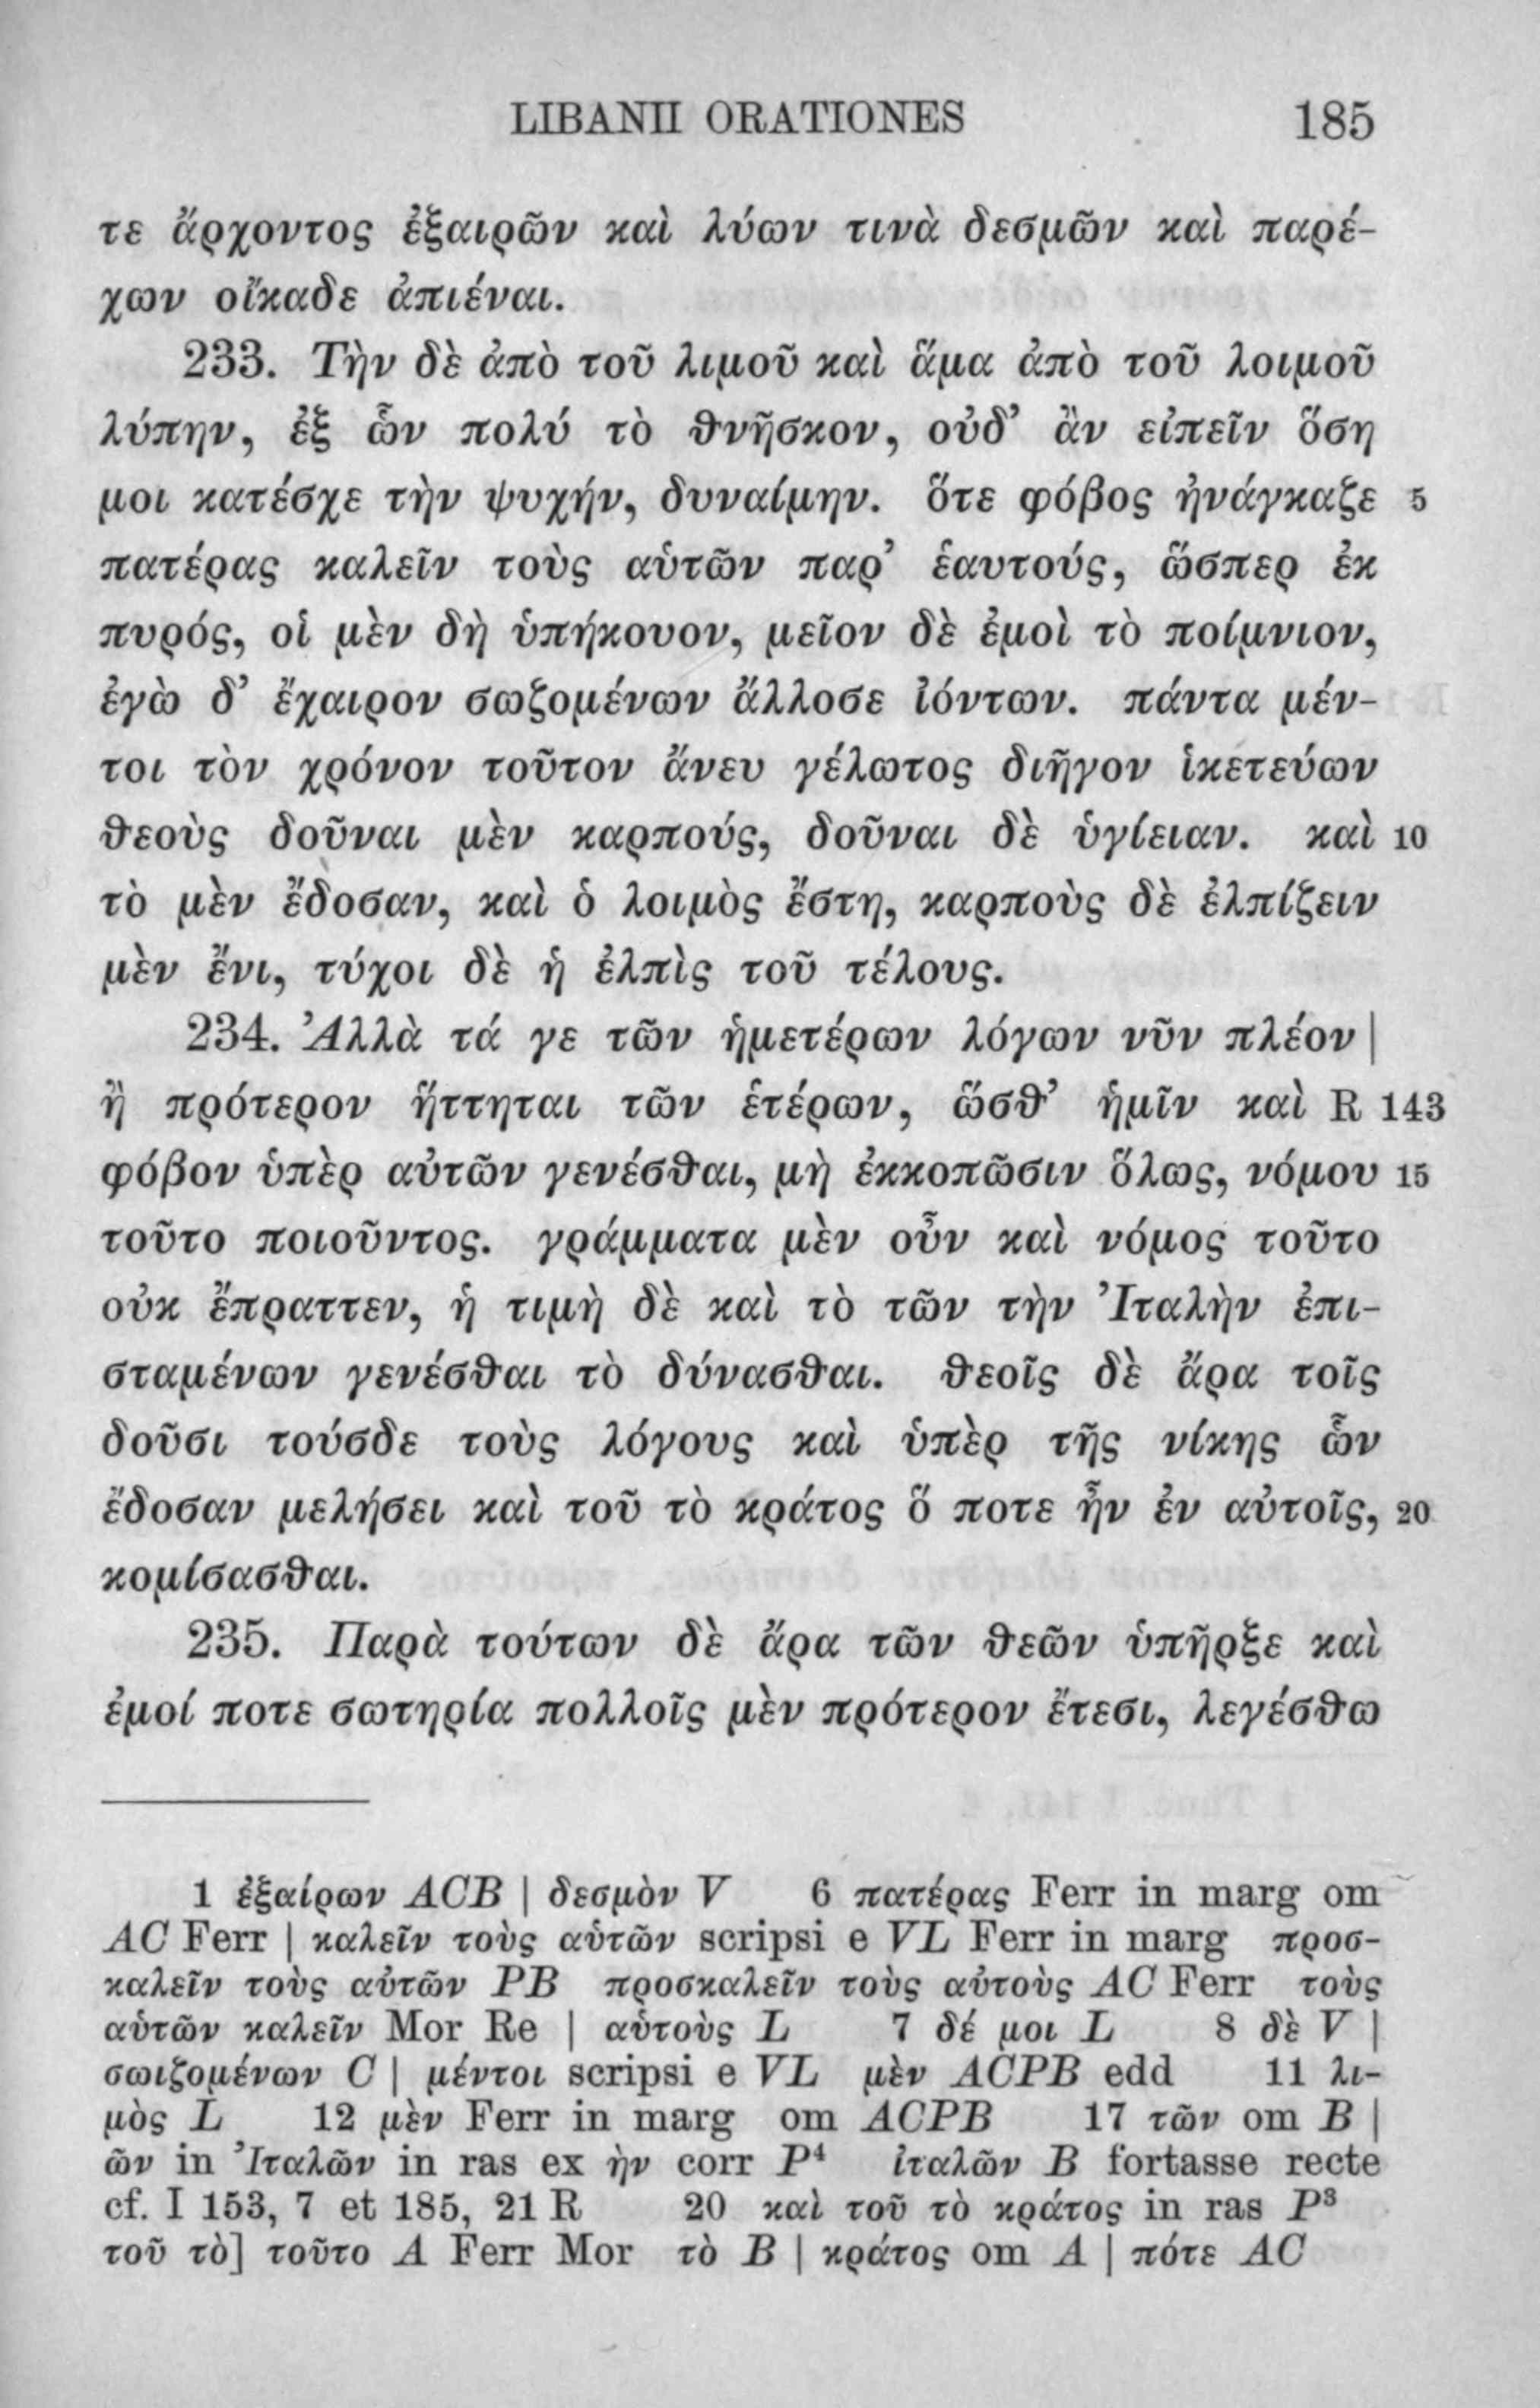 LIBANII ORATIONES 185
τε ἄρχοντος ἐξαιρῶν καὶ λύων τινὰ δεσμῶν καὶ παρέ-
χων οἴκαδε ἀπιέναι.
233. Τὴν δὲ ἀπὸ τοῦ λιμοῦ καὶ ἅμα ἀπὸ τοῦ λοιμοῦ
λύπην, ἐξ ὧν πολύ τὸ θνῆσκον, οὐδ’ ἂν εἰπεῖν ὅση
μοι κατέσχε τὴν ψυχήν, δυναίμην. ὅτε φόβος ἠνάγκαζε 5
πατέρας καλεῖν τοὺς αὑτῶν παρ’ ἑαυτούς, ὥσπερ ἐκ
πυρός, οἱ μὲν δὴ ὑπήκουον, μεῖον δὲ ἐμοὶ τὸ ποίμνιον,
ἐγὼ δ’ ἔχαιρον σωζομένων ἄλλοσε ἰόντων. πάντα μέν-
τοι τὸν χρόνον τοῦτον ἄνευ γέλωτος διῆγον ἱκετεύων
θεοὺς δοῦναι μὲν καρπούς, δοῦναι δὲ ὑγίειαν. καὶ 10
τὸ μὲν ἔδοσαν, καὶ ὁ λοιμὸς ἔστη, καρποὺς δὲ ἐλπίζειν
μὲν ἔνι, τύχοι δὲ ἡ ἐλπὶς τοῦ τέλους.
234. Ἀλλὰ τά γε τῶν ἡμετέρων λόγων νῦν πλέον |
ἢ πρότερον ἥττηται τῶν ἑτέρων, ὥσθ’ ἡμῖν καὶ R 143
φόβον ὑπὲρ αὐτῶν γενέσθαι, μὴ ἐκκοπῶσιν ὅλως, νόμου 15
τοῦτο ποιοῦντος. γράμματα μὲν οὖν καὶ νόμος τοῦτο
οὐκ ἔπραττεν, ἡ τιμὴ δὲ καὶ τὸ τῶν τὴν Ἰταλὴν ἐπι-
σταμένων γενέσθαι τὸ δύνασθαι. θεοῖς δὲ ἄρα τοῖς
δοῦσι τούσδε τοὺς λόγους καὶ ὑπὲρ τῆς νίκης ὧν
ἔδοσαν μελήσει καὶ τοῦ τὸ κράτος ὅ ποτε ἦν ἐν αὐτοῖς, 20
κομίσασθαι.
235. Παρὰ τούτων δὲ ἄρα τῶν θεῶν ὑπῆρξε καὶ
ἐμοί ποτε σωτηρία πολλοῖς μὲν πρότερον ἔτεσι, λεγέσθω
1 ἐξαίρων ACB | δεσμὸν V 6 πατέρας Ferr in marg om
AC Ferr | καλεῖν τοὺς αὑτῶν scripsi e VL Ferr in marg προσ-
καλεῖν τοὺς αὐτῶν PB προσκαλεῖν τοὺς αὐτοὺς AC Ferr τοὺς
αὑτῶν καλεῖν Mor Re | αὑτοὺς L 7 δέ μοι L 8 δὲ V |
σωιζομένων C | μέντοι scripsi e VL μὲν ACPB edd 11 λι-
μὸς L 12 μὲν Ferr in marg om ACPB 17 τῶν om B |
ῶν in Ἰταλῶν in ras ex ὴν corr P⁴ ἰταλῶν B fortasse recte
cf. I 153, 7 et 185, 21 R 20 καὶ τοῦ τὸ κράτος in ras P³
τοῦ τὸ] τοῦτο A Ferr Mor τὸ B | κράτος om A | πότε AC